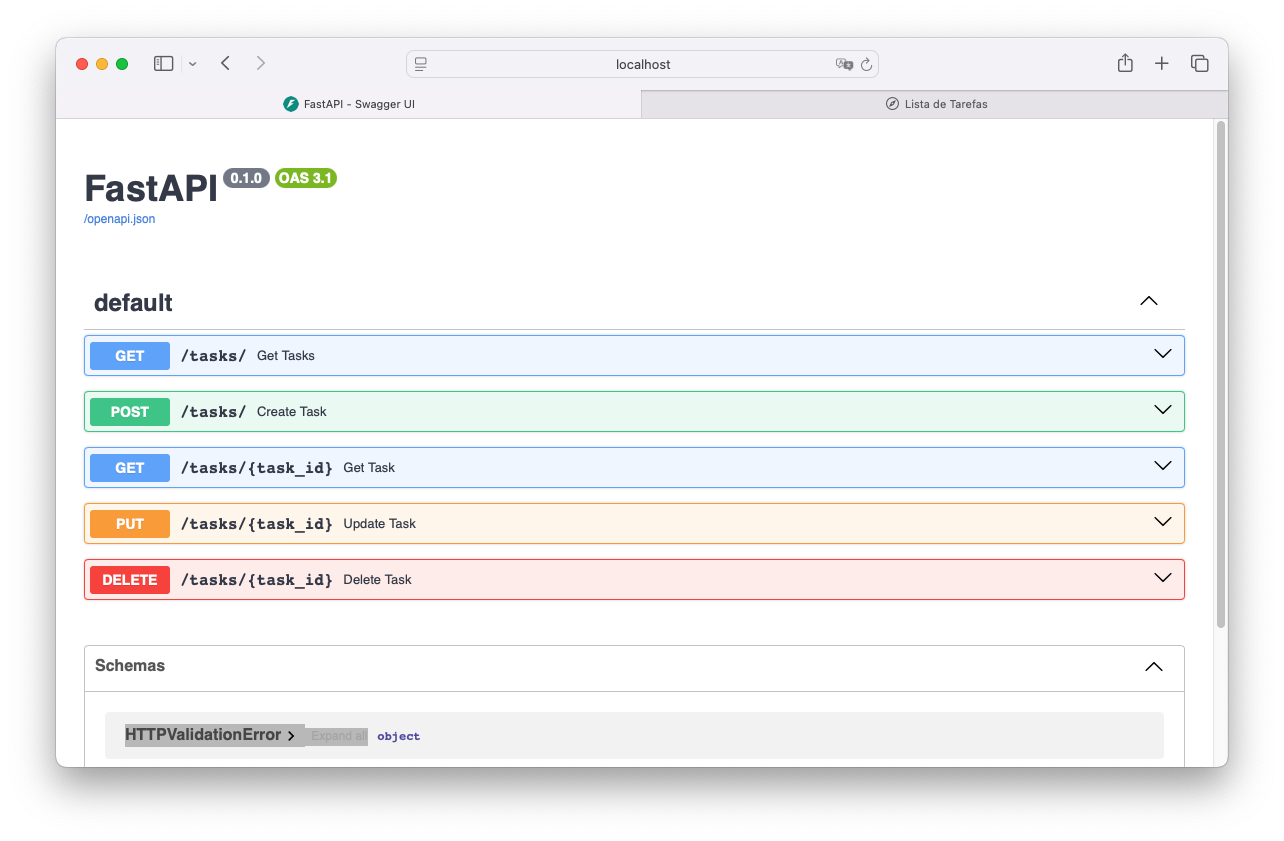 localhost
FastAPI - Swagger UI
Lista de Tarefas
FastAPI 0.1.0 OAS 3.1
/openapi.json
default
GET /tasks/ Get Tasks
POST /tasks/ Create Task
GET /tasks/{task_id} Get Task
PUT /tasks/{task_id} Update Task
DELETE /tasks/{task_id} Delete Task
Schemas
HTTPValidationError Expand all object